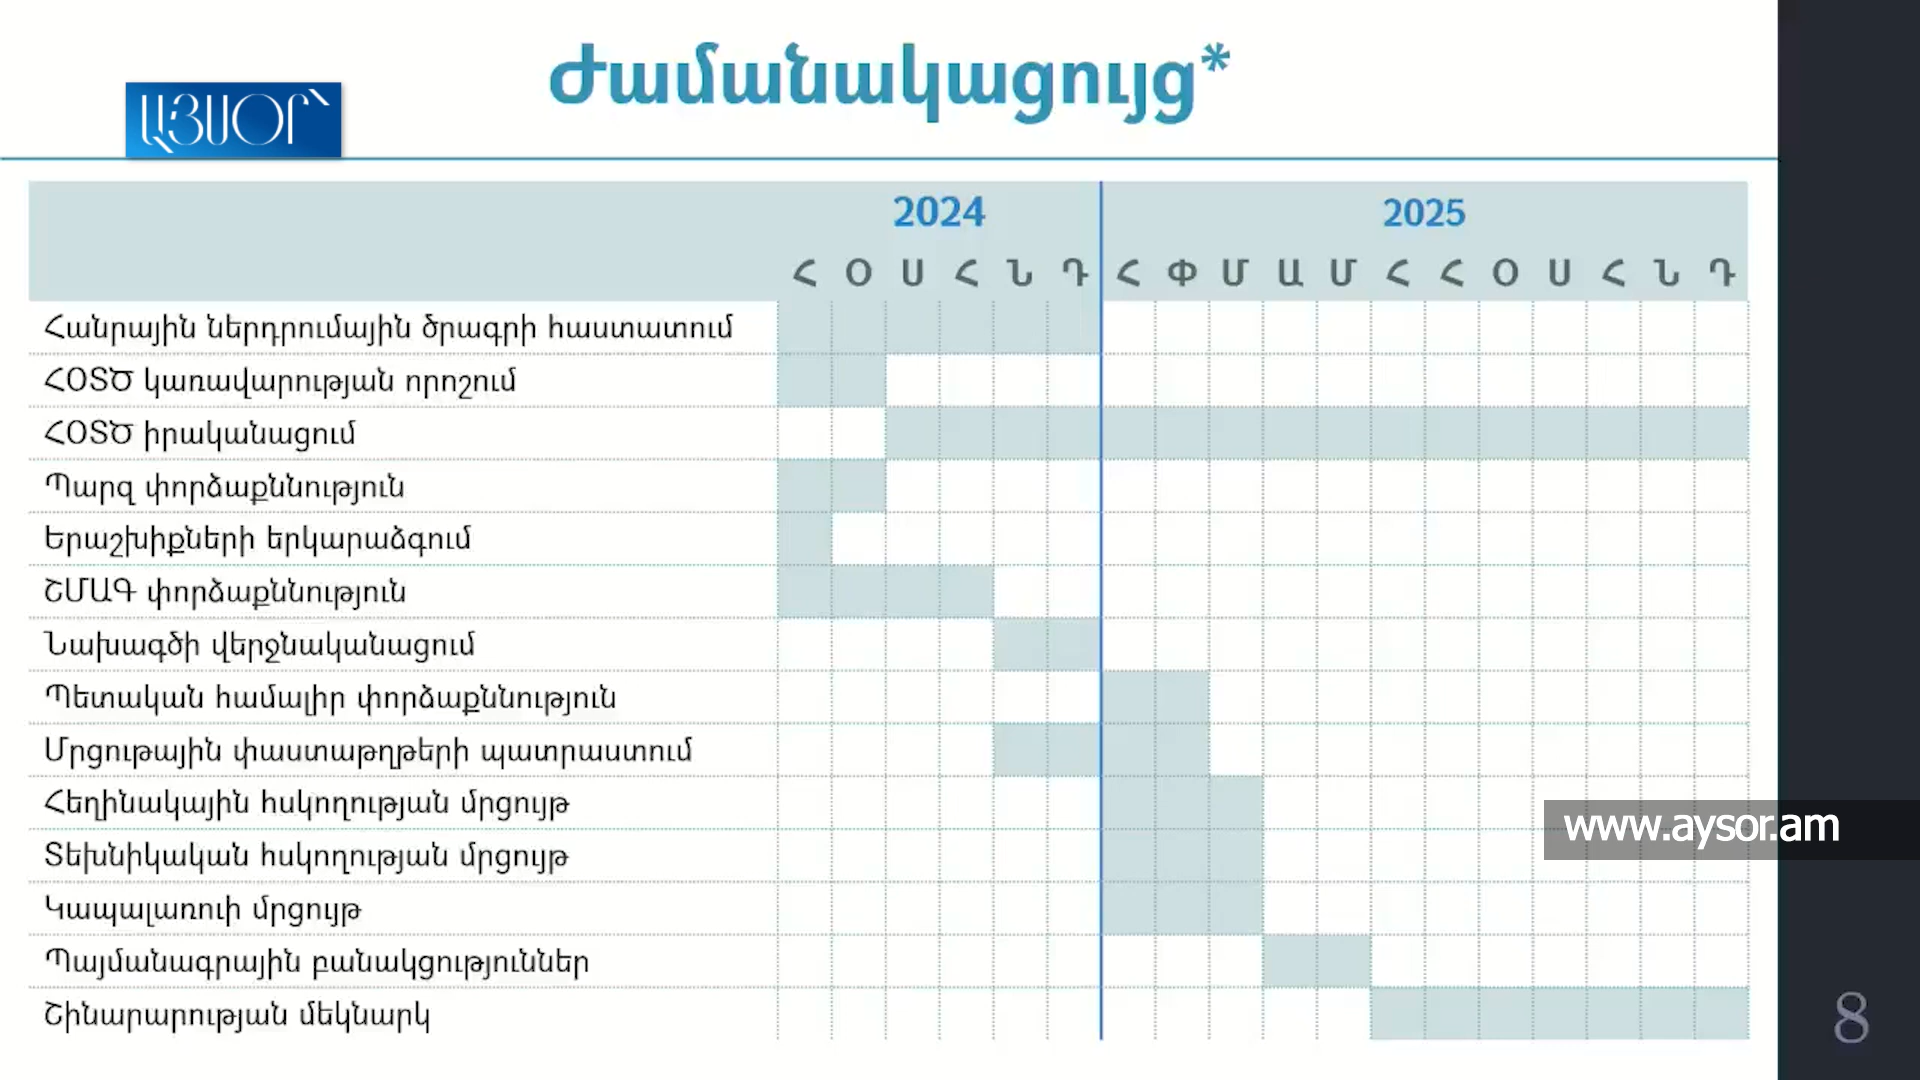 Ժամանակացույց*
ԱՅՍՕՐ՝
2024 2025
Հ Օ Ս Հ Ն Դ Հ Փ Մ Ա Մ Հ Հ Օ Ս Հ Ն Դ
Հանրային ներդրումային ծրագրի հաստատում
ՀՕՏԾ կառավարության որոշում
ՀՕՏԾ իրականացում
Պարզ փորձաքննություն
Երաշխիքների երկարաձգում
ՇՄԱԳ փորձաքննություն
Նախագծի վերջնականացում
Պետական համալիր փորձաքննություն
Մրցութային փաստաթղթերի պատրաստում
Հեղինակային հսկողության մրցույթ
Տեխնիկական հսկողության մրցույթ
Կապալառուի մրցույթ
Պայմանագրային բանակցություններ
Շինարարության մեկնարկ
www.aysor.am
8